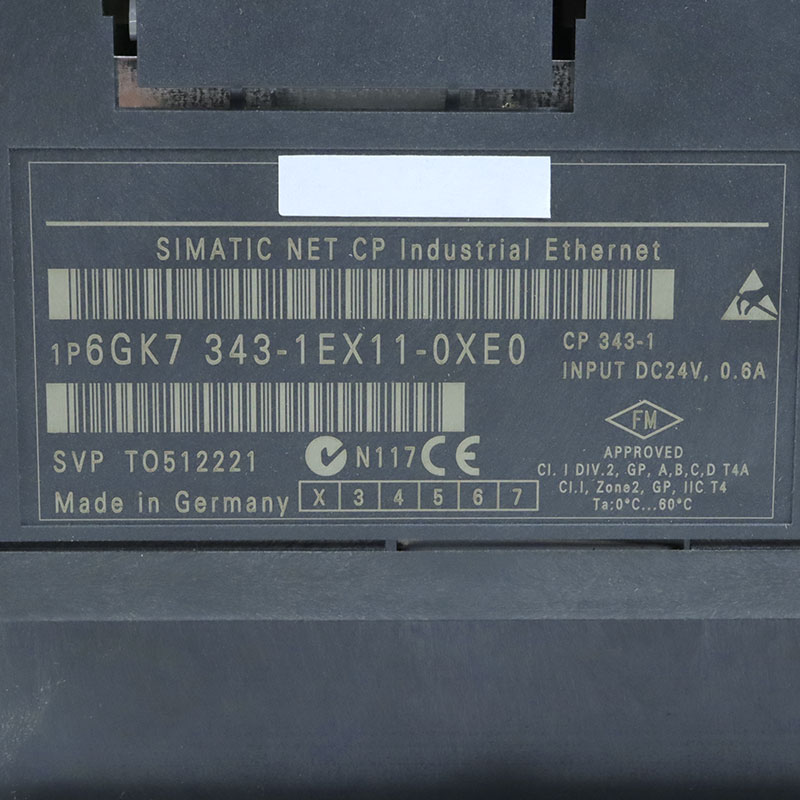 SIMATIC NET CP Industrial Ethernet
1P6GK7 343-1EX11-0XE0
CP 343-1
INPUT DC24V, 0.6A
SVP TO512221
N117 CE
FM
APPROVED
CI. I DIV.2, GP, A,B,C,D T4A
CI.I, Zone2, GP, IIC T4
Ta:0°C...60°C
Made in Germany
X 3 4 5 6 7